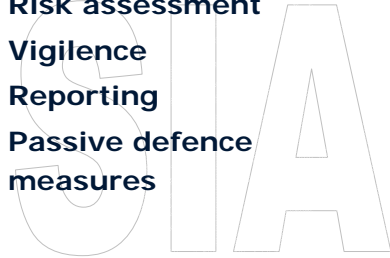 Risk assessment
Vigilence
Reporting
Passive defence
measures
SIA